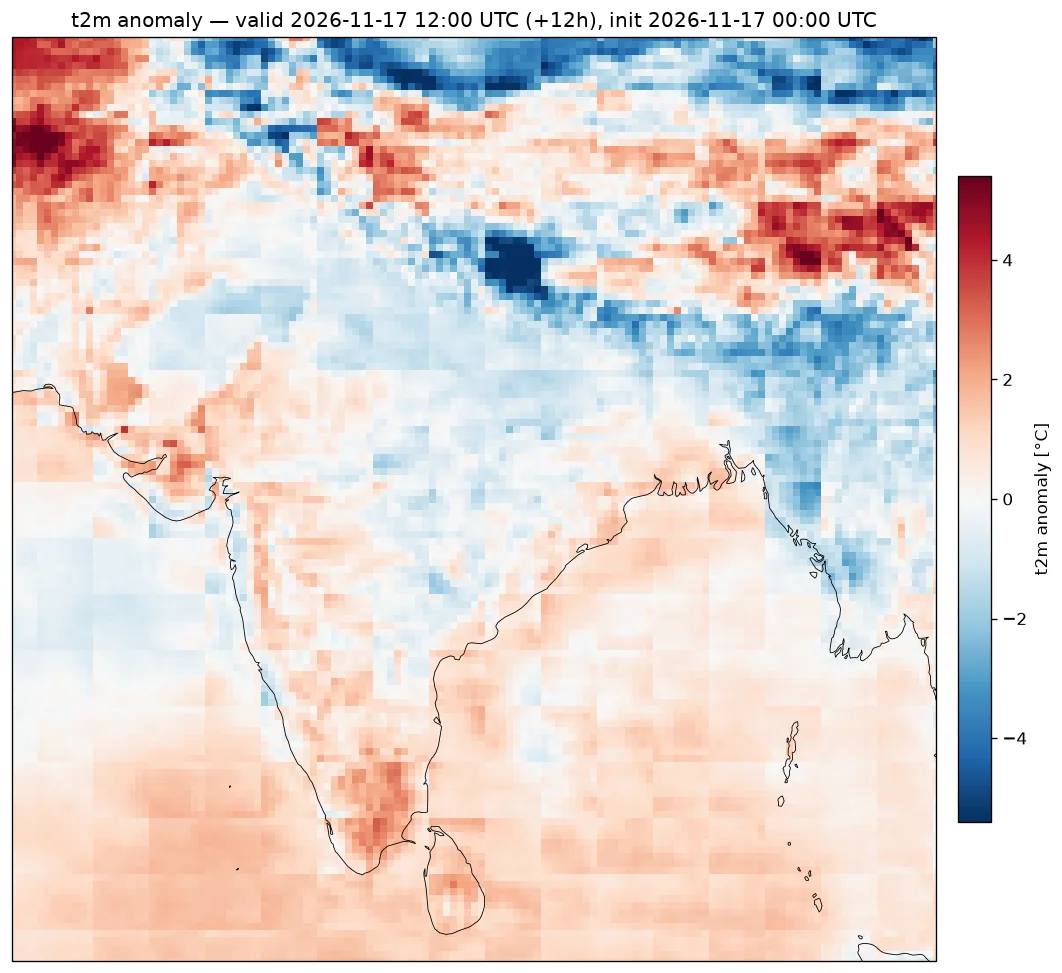 t2m anomaly — valid 2026-11-17 12:00 UTC (+12h), init 2026-11-17 00:00 UTC
4
2
0
−2
−4
t2m anomaly [°C]